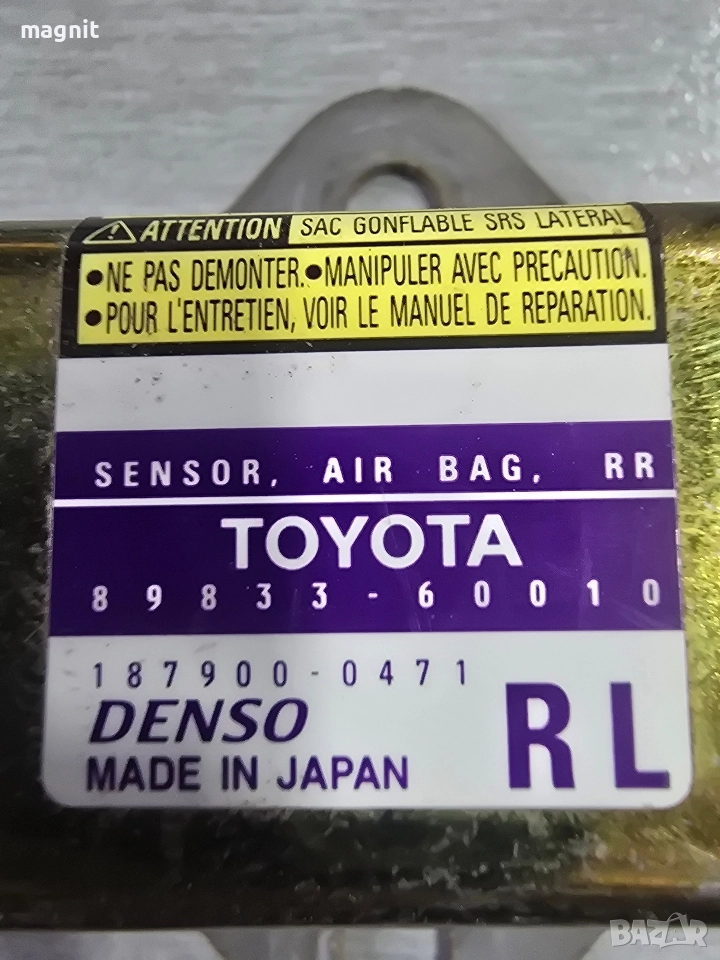 magnit
ATTENTION SAC GONFLABLE SRS LATERAL
•NE PAS DEMONTER.•MANIPULER AVEC PRECAUTION.
•POUR L'ENTRETIEN, VOIR LE MANUEL DE REPARATION.
SENSOR, AIR BAG, RR
TOYOTA
89833-60010
187900-0471
DENSO
MADE IN JAPAN
RL
BAZAR